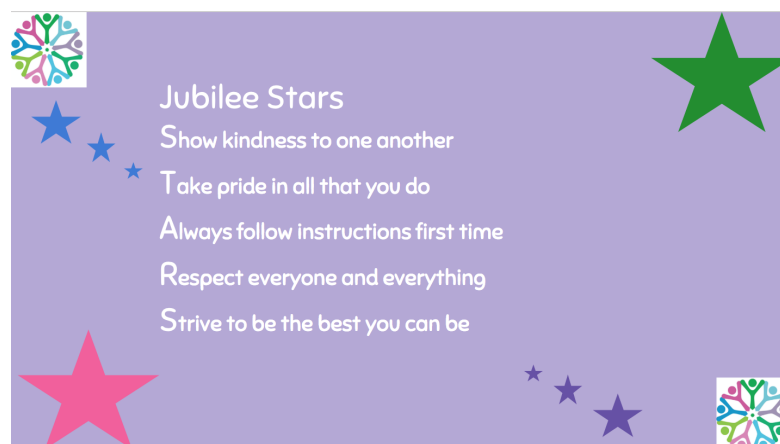 Jubilee Stars
Show kindness to one another
Take pride in all that you do
Always follow instructions first time
Respect everyone and everything
Strive to be the best you can be